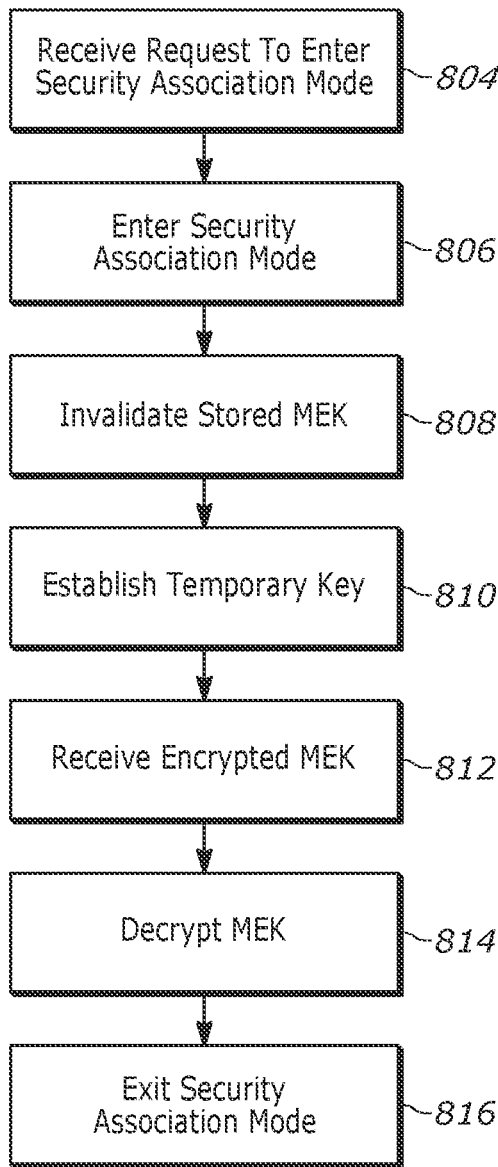 Receive Request To Enter
Security Association Mode
804
Enter Security
Association Mode
806
Invalidate Stored MEK
808
Establish Temporary Key
810
Receive Encrypted MEK
812
Decrypt MEK
814
Exit Security
Association Mode
816